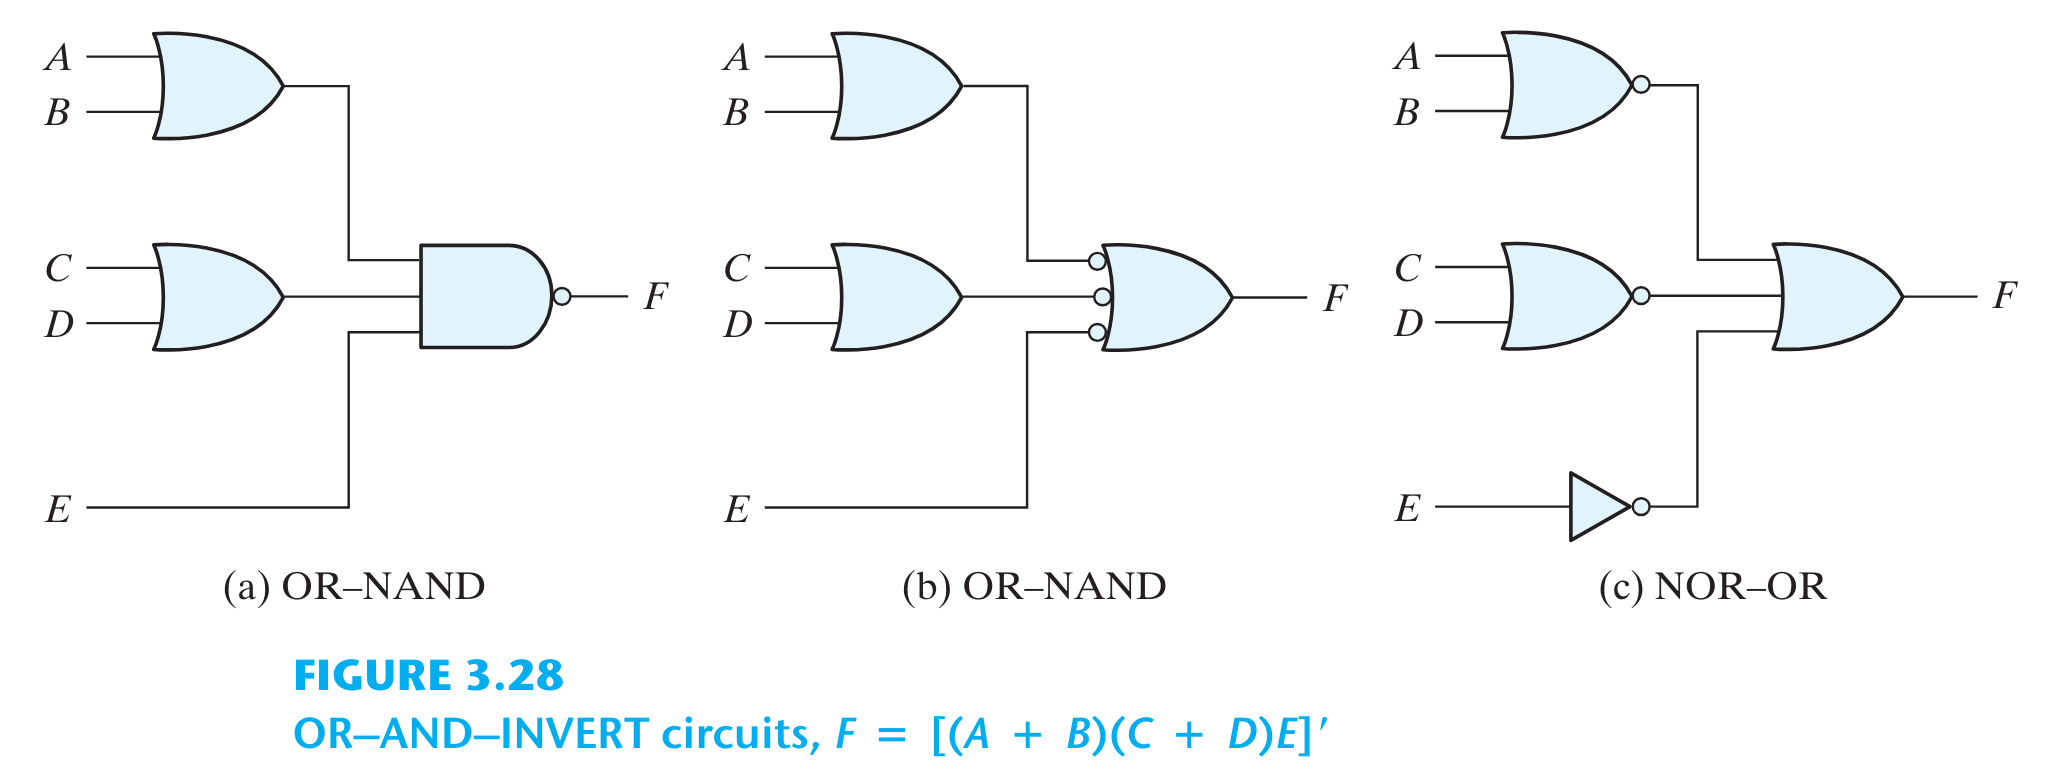 A A A
B B B
C C C
D D D
F F F
E E E
(a) OR–NAND (b) OR–NAND (c) NOR–OR
FIGURE 3.28
OR—AND—INVERT circuits, F = [(A + B)(C + D)E]′